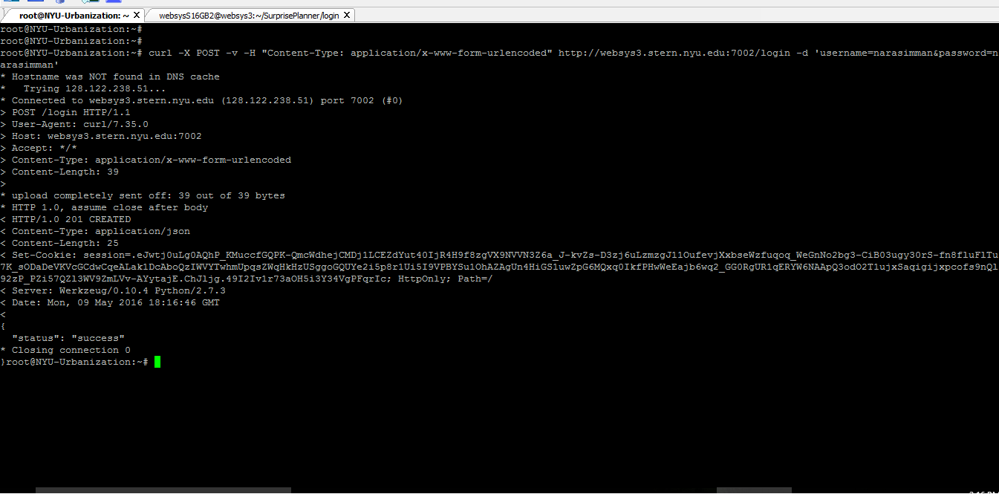 root@NYU-Urbanization: ~ X websysS16GB2@websys3:~/SurprisePlanner/login X
root@NYU-Urbanization:~#
root@NYU-Urbanization:~#
root@NYU-Urbanization:~# curl -X POST -v -H "Content-Type: application/x-www-form-urlencoded" http://websys3.stern.nyu.edu:7002/login -d 'username=narasimman&password=n
arasimman'
* Hostname was NOT found in DNS cache
*   Trying 128.122.238.51...
* Connected to websys3.stern.nyu.edu (128.122.238.51) port 7002 (#0)
> POST /login HTTP/1.1
> User-Agent: curl/7.35.0
> Host: websys3.stern.nyu.edu:7002
> Accept: */*
> Content-Type: application/x-www-form-urlencoded
> Content-Length: 39
>
* upload completely sent off: 39 out of 39 bytes
* HTTP 1.0, assume close after body
< HTTP/1.0 201 CREATED
< Content-Type: application/json
< Content-Length: 25
< Set-Cookie: session=.eJwtj0uLg0AQhP_KMuccfGQPK-QmcWdhejCMDj1LCEZdYut40IjR4H9f8zgVX9NVVN3Z6a_J-kvZs-D3zj6uLzmzgJ11OufevjXxbseWzfuqoq_WeGnNo2bg3-CiB03ugy30rS-fn8fluFlTu
7K_sODaDeVKVcGCdwCqeALak1DcAboQzIWVYTwhmUpqsZWqHkHzUSggoGQUYe2i5p8r1Ui5I9VPBYSu1OhAZAgUn4HiGS1uwZpG6MQxq0IkfPHwWeEajb6wq2_GG0RgUR1qERYW6NAApQ3odO2T1ujxSaqigijxpcofs9nQl
92zP_PZi57QZl3WV9ZmLVv-AYytajE.ChJljg.49I2Iv1r73aOH5i3Y34VgPFqrIc; HttpOnly; Path=/
< Server: Werkzeug/0.10.4 Python/2.7.3
< Date: Mon, 09 May 2016 18:16:46 GMT
<
{
  "status": "success"
* Closing connection 0
}root@NYU-Urbanization:~#